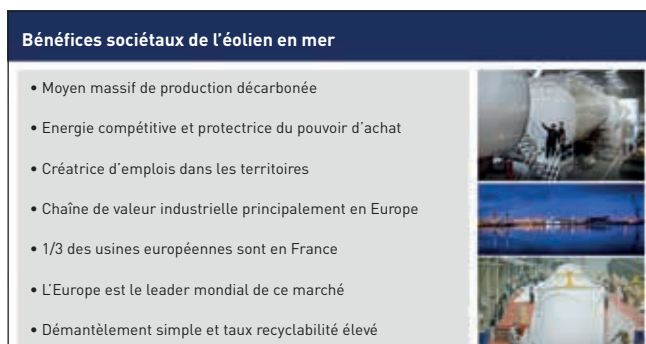 Bénéfices sociétaux de l'éolien en mer
• Moyen massif de production décarbonée
• Energie compétitive et protectrice du pouvoir d'achat
• Créatrice d'emplois dans les territoires
• Chaîne de valeur industrielle principalement en Europe
• 1/3 des usines européennes sont en France
• L'Europe est le leader mondial de ce marché
• Démantèlement simple et taux recyclabilité élevé